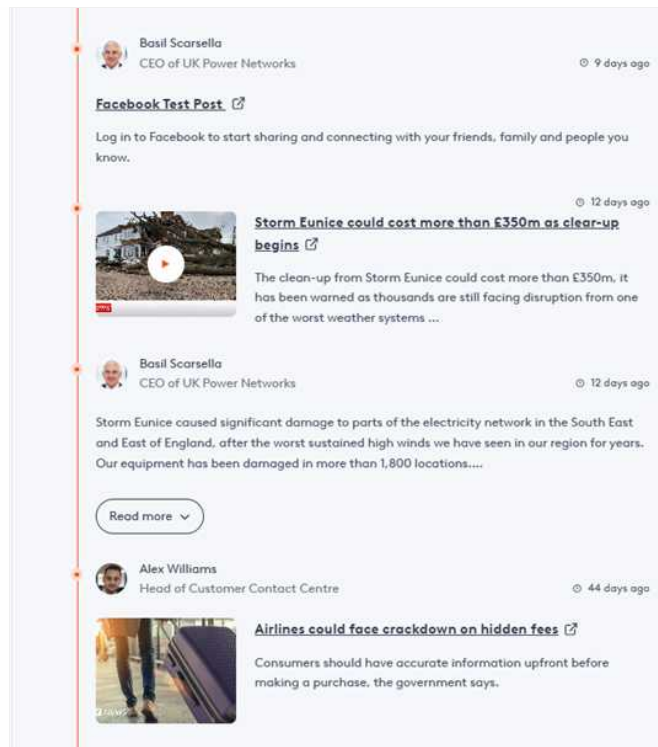 Basil Scarsella
CEO of UK Power Networks
9 days ago
Facebook Test Post
Log in to Facebook to start sharing and connecting with your friends, family and people you
know.
12 days ago
Storm Eunice could cost more than £350m as clear-up
begins
The clean-up from Storm Eunice could cost more than £350m, it
has been warned as thousands are still facing disruption from one
of the worst weather systems ...
Basil Scarsella
CEO of UK Power Networks
12 days ago
Storm Eunice caused significant damage to parts of the electricity network in the South East
and East of England, after the worst sustained high winds we have seen in our region for years.
Our equipment has been damaged in more than 1,800 locations....
Read more
Alex Williams
Head of Customer Contact Centre
44 days ago
Airlines could face crackdown on hidden fees
Consumers should have accurate information upfront before
making a purchase, the government says.